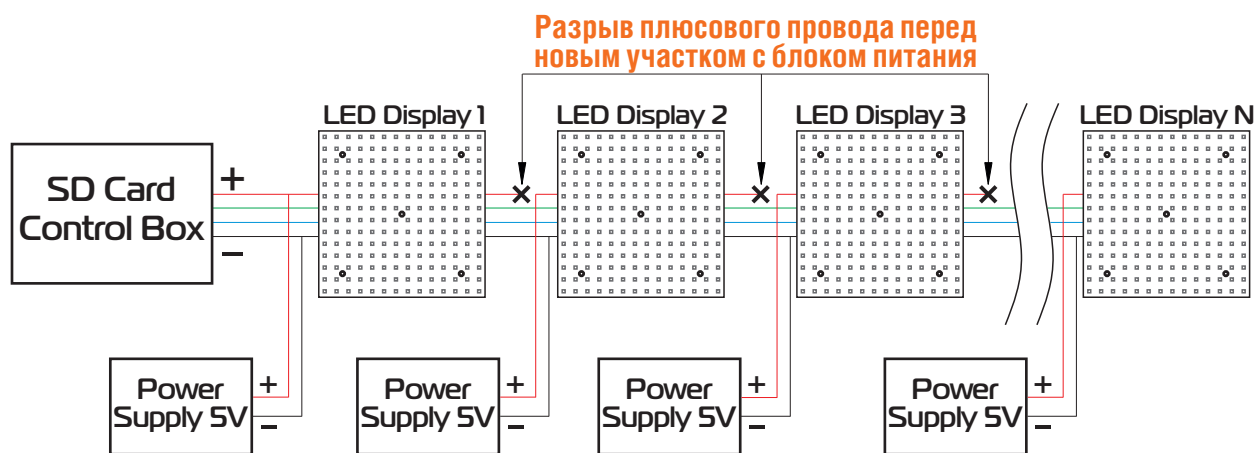 Разрыв плюсового провода перед
новым участком с блоком питания
LED Display 1
LED Display 2
LED Display 3
LED Display N
SD Card
Control Box
+
−
Power
Supply 5V
+
−
Power
Supply 5V
+
−
Power
Supply 5V
+
−
Power
Supply 5V
+
−